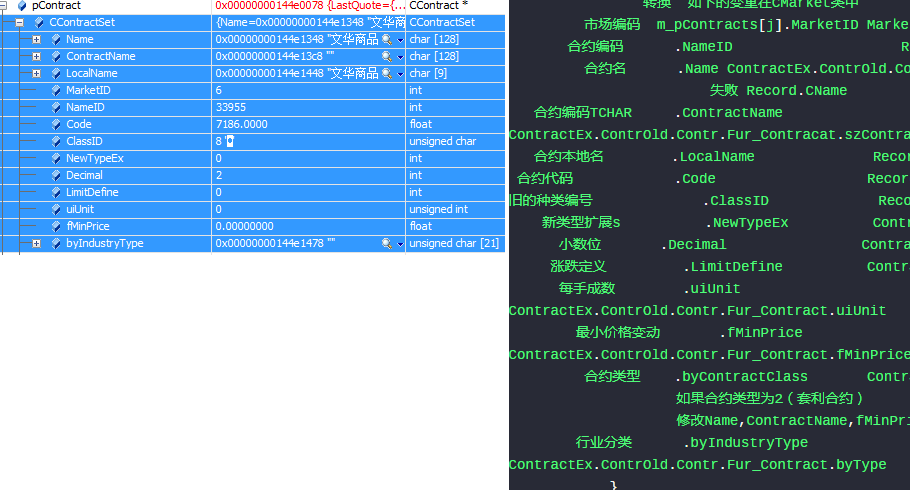 pContract 0x00000000144e0078 {LastQuote={... CContract *
CContractSet {Name=0x00000000144e1348 "文华商 CContractSet
Name 0x00000000144e1348 "文华商品 char [128]
ContractName 0x00000000144e13c8 "" char [128]
LocalName 0x00000000144e1448 "文华商品 char [9]
MarketID 6 int
NameID 33955 int
Code 7186.0000 float
ClassID 8 '◘' unsigned char
NewTypeEx 0 int
Decimal 2 int
LimitDefine 0 int
uiUnit 0 unsigned int
fMinPrice 0.00000000 float
byIndustryType 0x00000000144e1478 "" unsigned char [21]
转换 如下的变量在CMarket类中
市场编码 m_pContracts[j].MarketID Marke
合约编码 .NameID R
合约名 .Name ContractEx.ContrOld.Co
失败 Record.CName
合约编码TCHAR .ContractName
ContractEx.ContrOld.Contr.Fur_Contracat.szContra
合约本地名 .LocalName Recor
合约代码 .Code Recor
旧的种类编号 .ClassID Reco
新类型扩展s .NewTypeEx Cont
小数位 .Decimal Contra
涨跌定义 .LimitDefine Contr
每手成数 .uiUnit
ContractEx.ContrOld.Contr.Fur_Contract.uiUnit
最小价格变动 .fMinPrice
ContractEx.ContrOld.Contr.Fur_Contract.fMinPrice
合约类型 .byContractClass Contr
如果合约类型为2（套利合约）
修改Name,ContractName,fMinPri
行业分类 .byIndustryType
ContractEx.ContrOld.Contr.Fur_Contract.byType
}